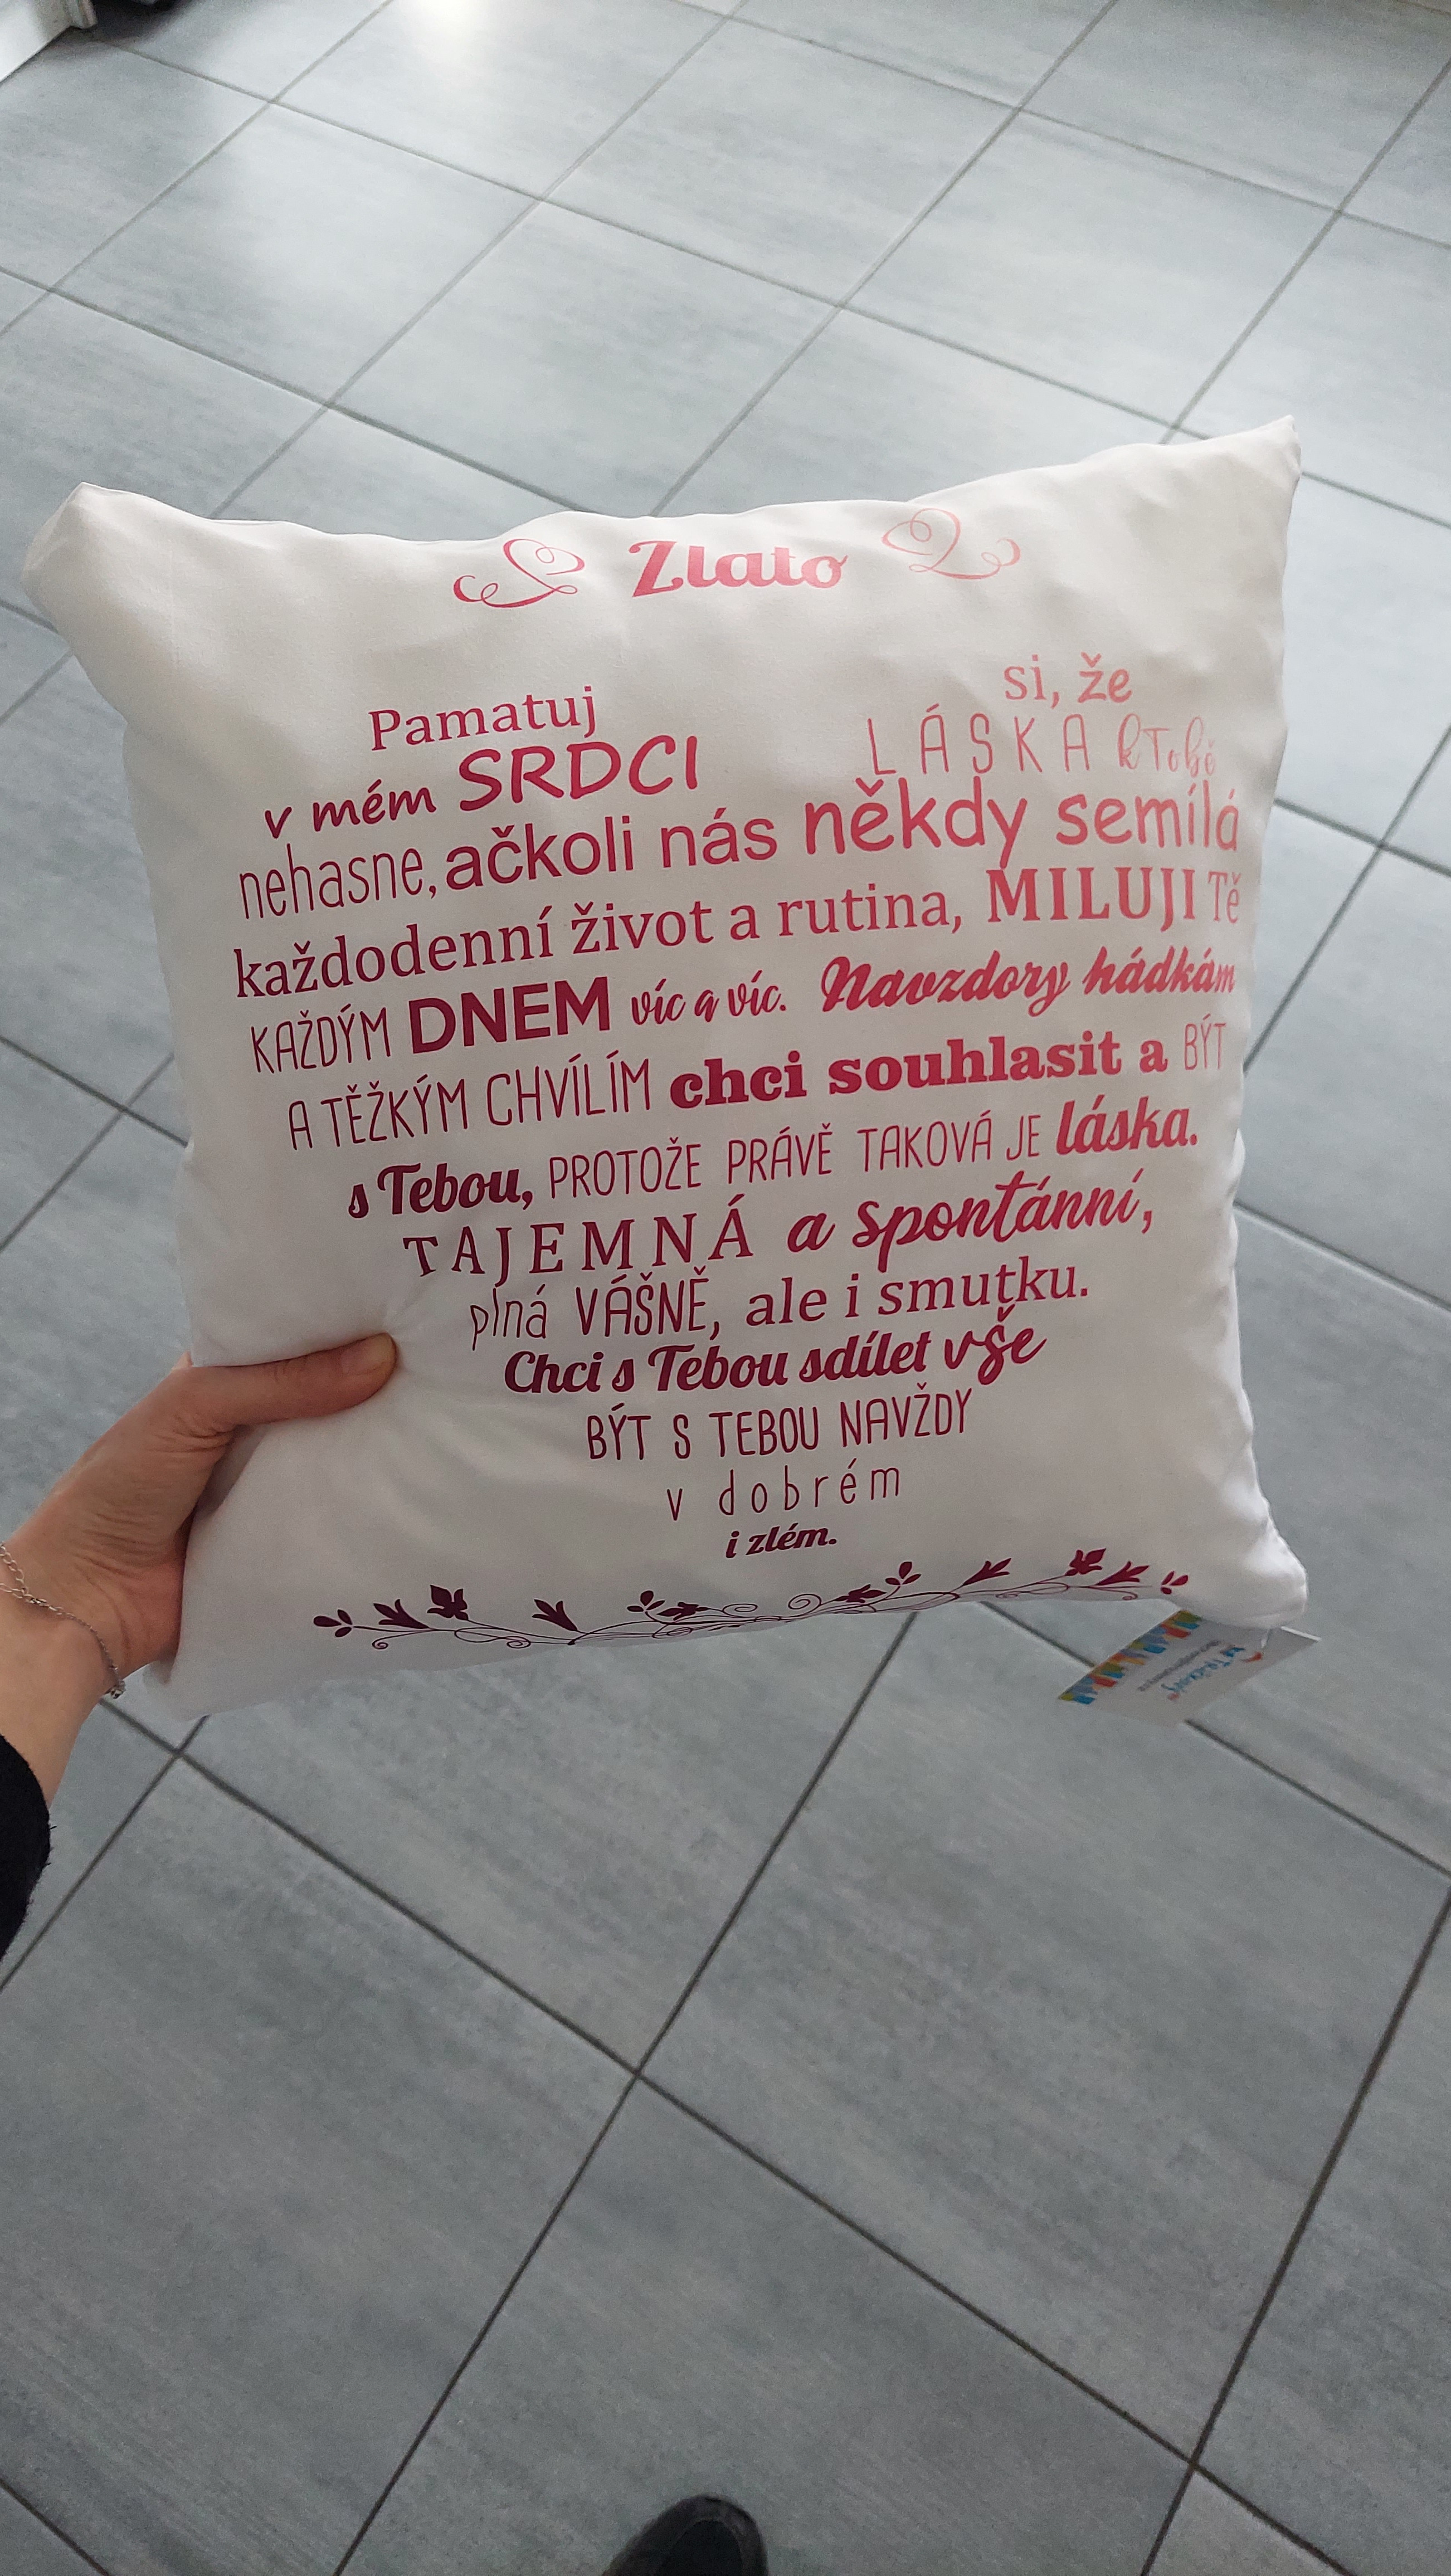 Zlato
Pamatuj si, že
v mém SRDCI LÁSKA k Tobě
nehasne, ačkoli nás někdy semílá
každodenní život a rutina, MILUJI Tě
KAŽDÝM DNEM víc a víc. Navzdory hádkám
A TĚŽKÝM CHVÍLÍM chci souhlasit a BÝT
s Tebou, PROTOŽE PRÁVĚ TAKOVÁ JE láska.
TAJEMNÁ a spontánní,
plná VÁŠNĚ, ale i smutku.
Chci s Tebou sdílet vše
BÝT S TEBOU NAVŽDY
v dobrém
i zlém.